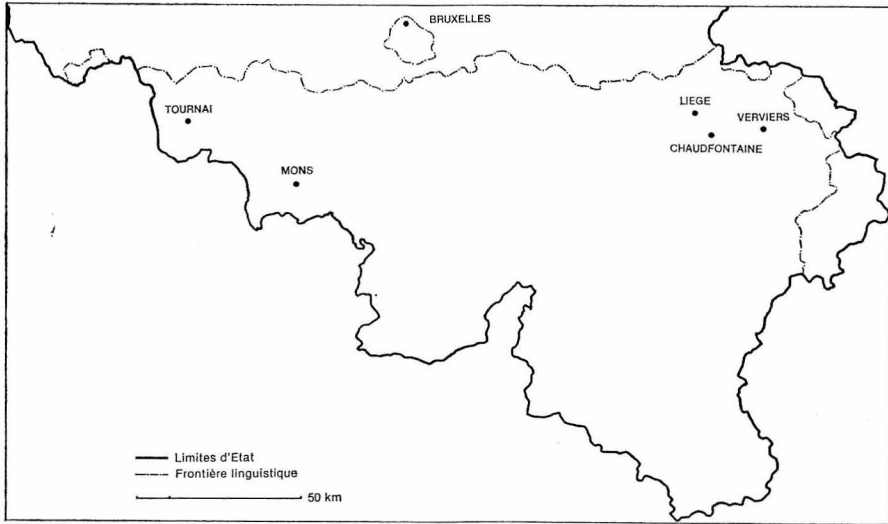 BRUXELLES
TOURNAI
LIEGE
VERVIERS
CHAUDFONTAINE
MONS
Limites d'Etat
Frontière linguistique
50 km